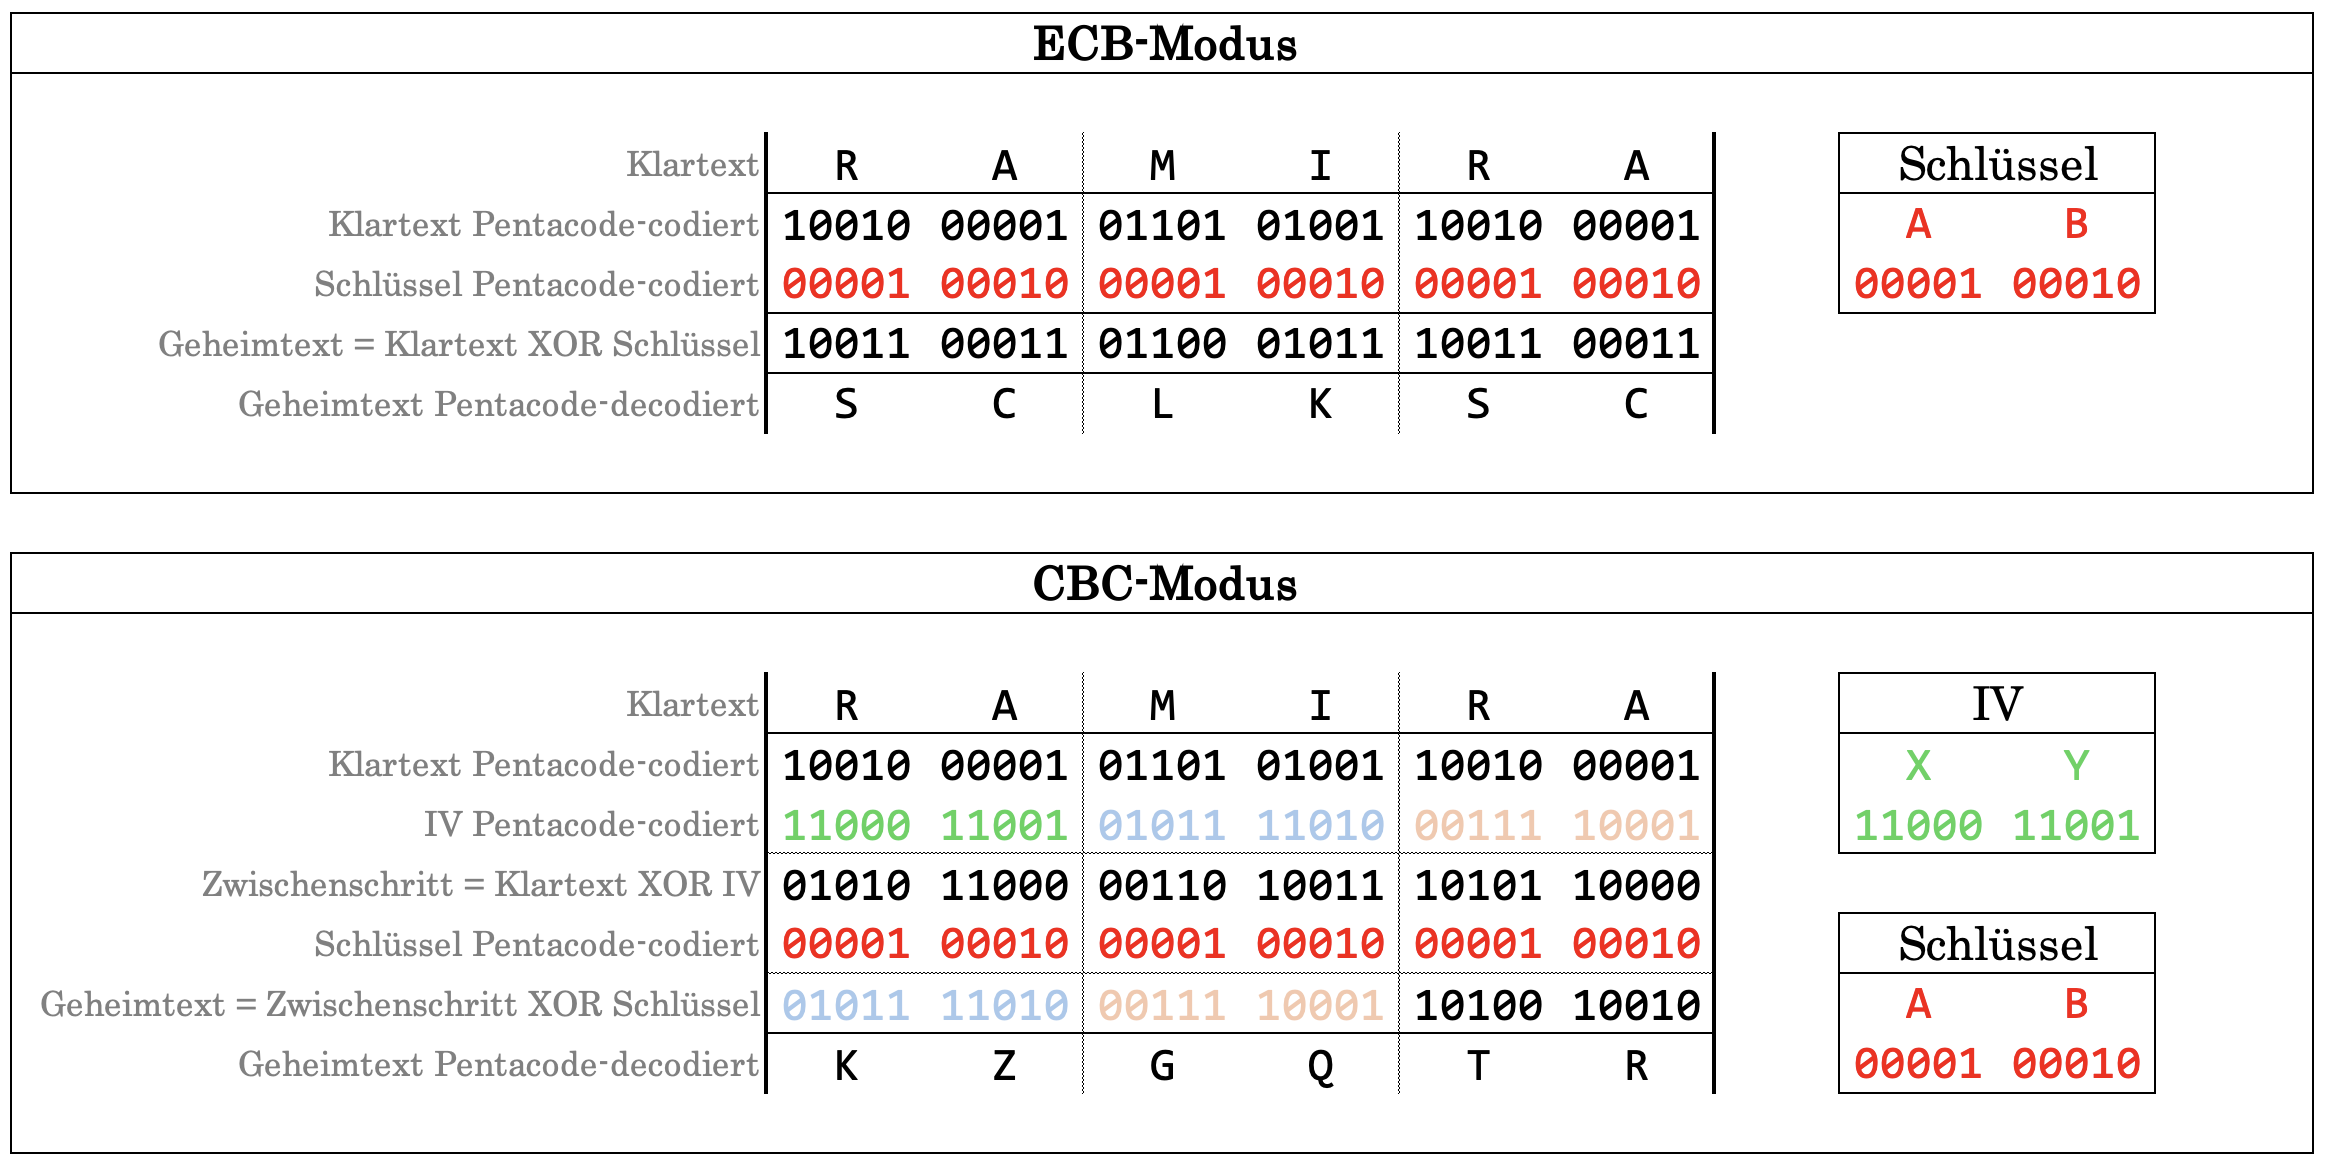 ECB-Modus
Klartext R A M I R A Schlüssel
Klartext Pentacode-codiert 10010 00001 01101 01001 10010 00001 A B
Schlüssel Pentacode-codiert 00001 00010 00001 00010 00001 00010 00001 00010
Geheimtext = Klartext XOR Schlüssel 10011 00011 01100 01011 10011 00011
Geheimtext Pentacode-decodiert S C L K S C
CBC-Modus
Klartext R A M I R A IV
Klartext Pentacode-codiert 10010 00001 01101 01001 10010 00001 X Y
IV Pentacode-codiert 11000 11001 01011 11010 00111 10001 11000 11001
Zwischenschritt = Klartext XOR IV 01010 11000 00110 10011 10101 10000
Schlüssel Pentacode-codiert 00001 00010 00001 00010 00001 00010 Schlüssel
Geheimtext = Zwischenschritt XOR Schlüssel 01011 11010 00111 10001 10100 10010 A B
Geheimtext Pentacode-decodiert K Z G Q T R 00001 00010